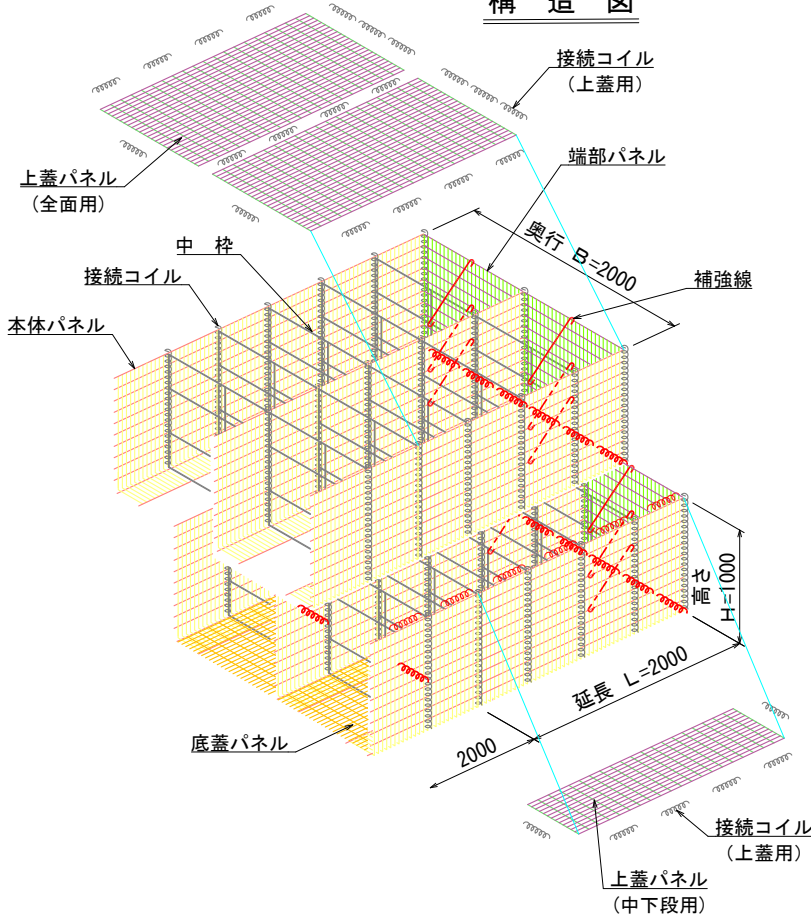 構 造 図
接続コイル
(上蓋用)
端部パネル
上蓋パネル
(全面用)
奥行 B=2000
中 枠
接続コイル
補強線
本体パネル
高さ
H=1000
延長 L=2000
2000
底蓋パネル
接続コイル
(上蓋用)
上蓋パネル
(中下段用)